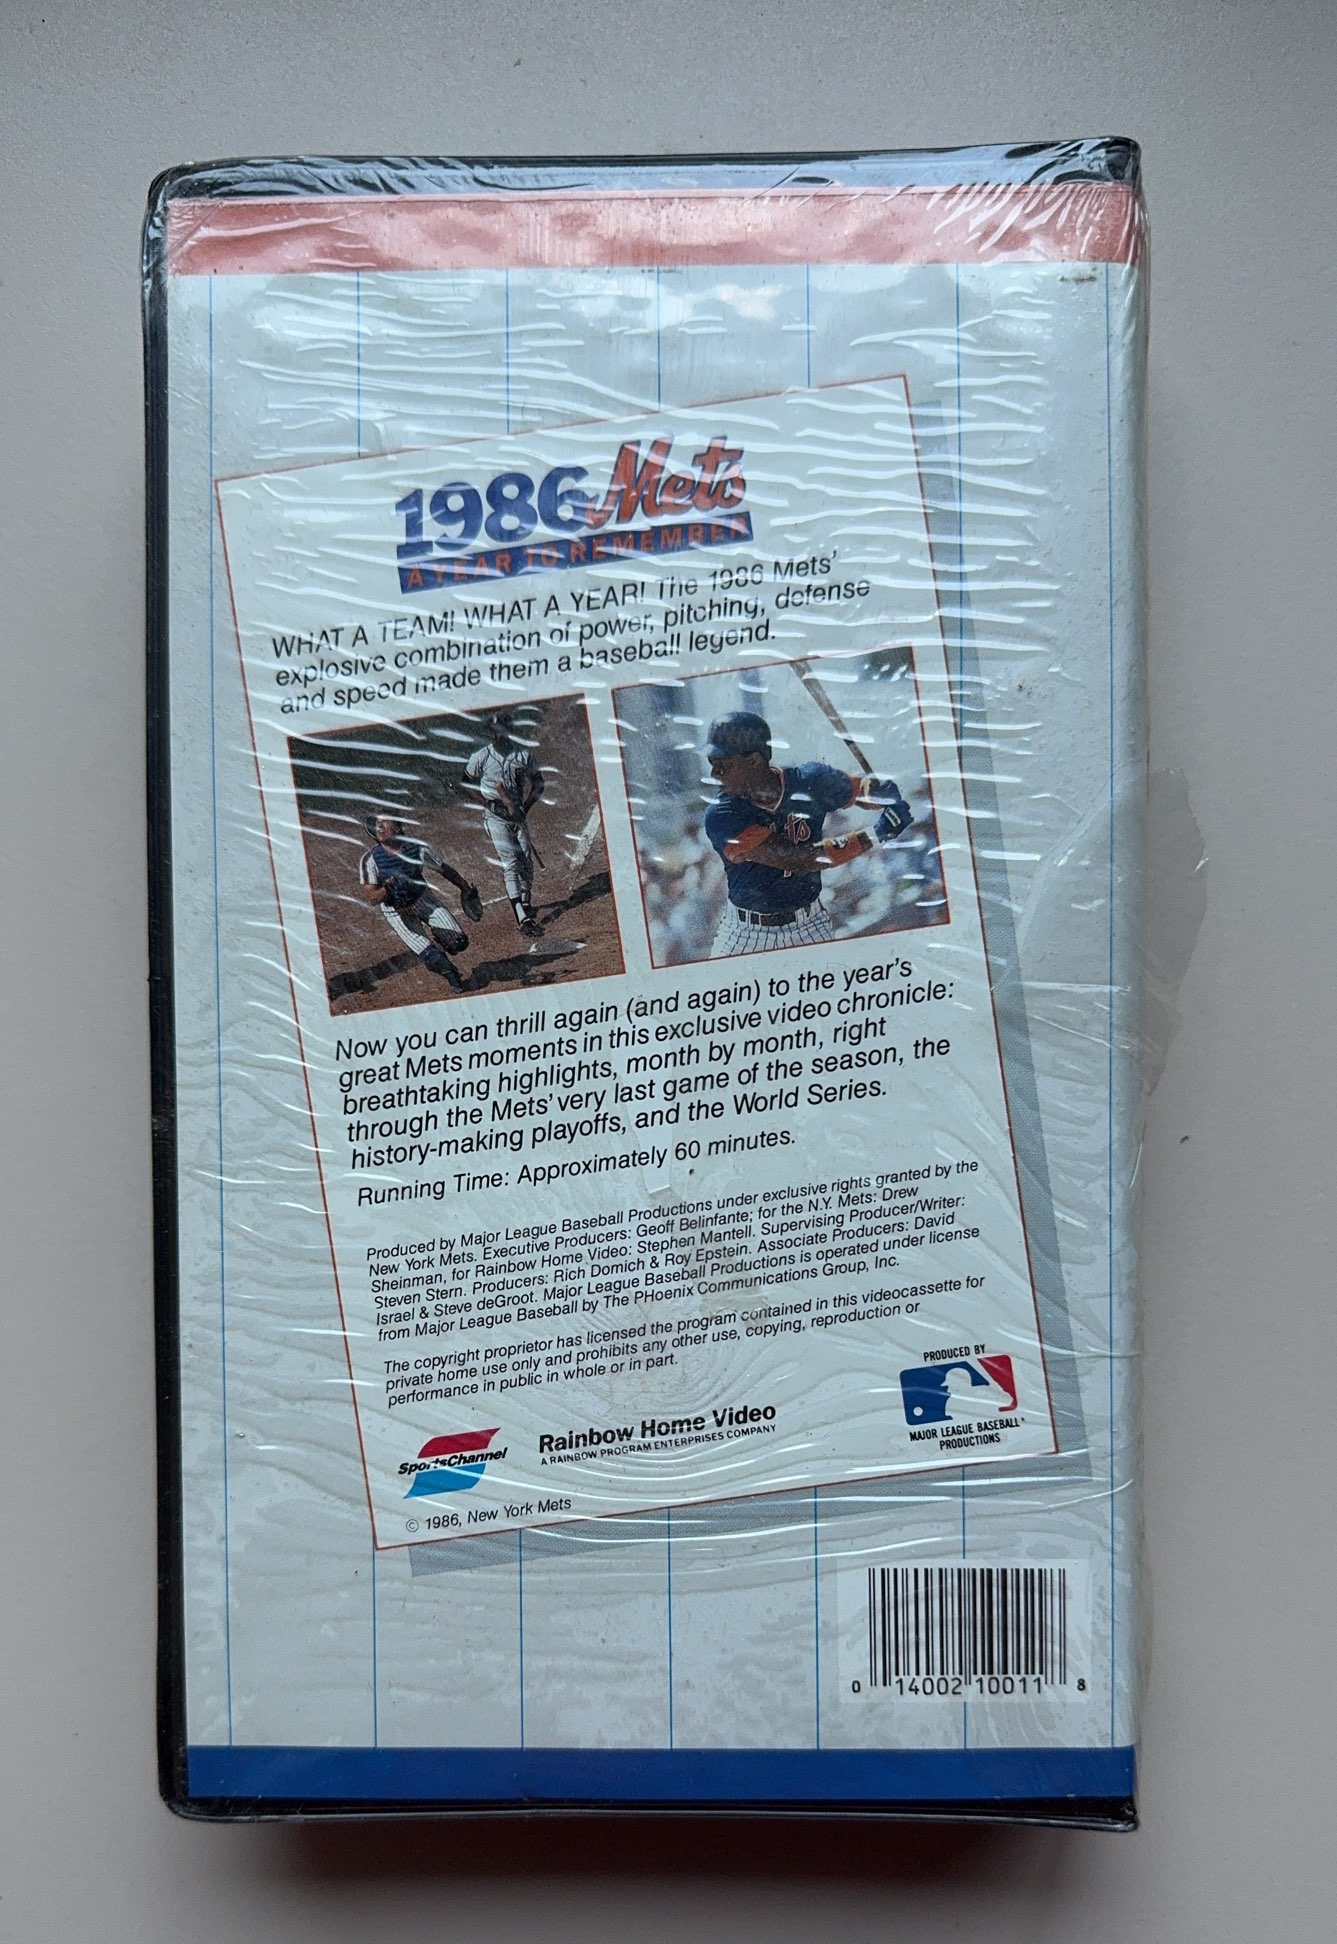 1986 Mets
A YEAR TO REMEMBER
WHAT A TEAM! WHAT A YEAR! The 1986 Mets'
explosive combination of power, pitching, defense
and speed made them a baseball legend.
Now you can thrill again (and again) to the year's
great Mets moments in this exclusive video chronicle:
breathtaking highlights, month by month, right
through the Mets' very last game of the season, the
history-making playoffs, and the World Series.
Running Time: Approximately 60 minutes.
Produced by Major League Baseball Productions under exclusive rights granted by the
New York Mets. Executive Producers: Geoff Belinfante; for the N.Y. Mets: Drew
Sheinman, for Rainbow Home Video: Stephen Mantell. Supervising Producer/Writer:
Steven Stern. Producers: Rich Domich & Roy Epstein. Associate Producers: David
Israel & Steve deGroot. Major League Baseball Productions is operated under license
from Major League Baseball by The PHoenix Communications Group, Inc.
The copyright proprietor has licensed the program contained in this videocassette for
private home use only and prohibits any other use, copying, reproduction or
performance in public in whole or in part.
PRODUCED BY
MAJOR LEAGUE BASEBALL®
PRODUCTIONS
SportsChannel
Rainbow Home Video
A RAINBOW PROGRAM ENTERPRISES COMPANY
© 1986, New York Mets
0 14002 10011 8